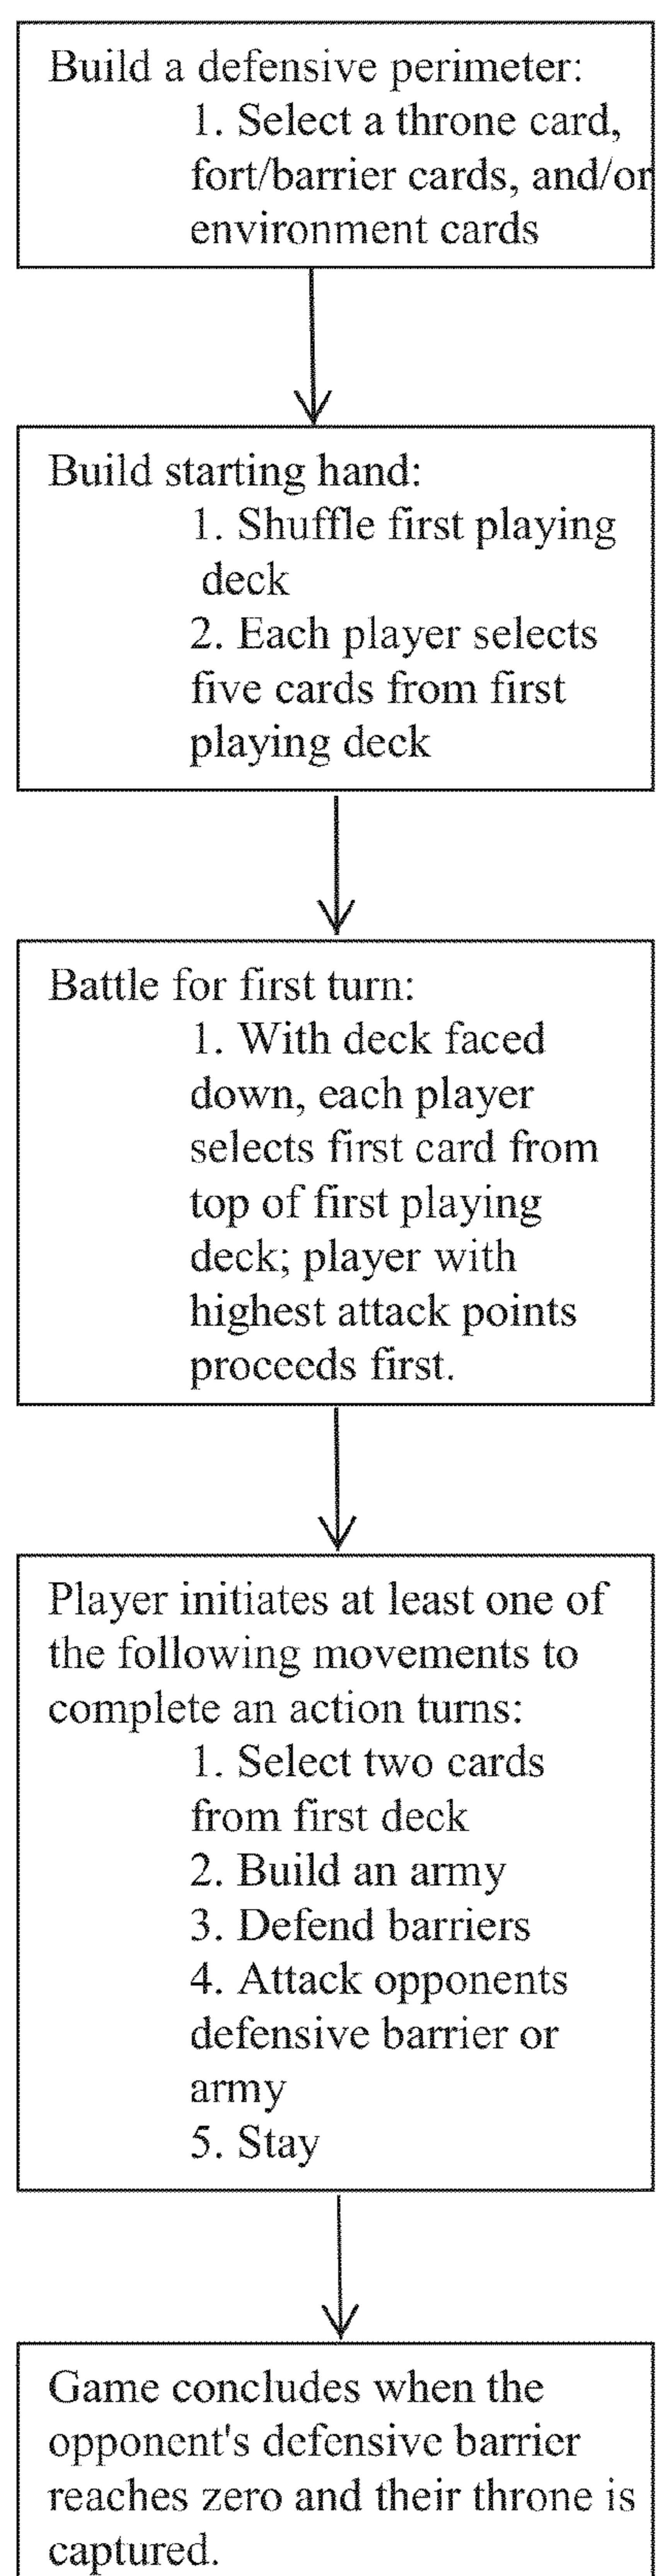 Build a defensive perimeter:
1. Select a throne card,
fort/barrier cards, and/or
environment cards
Build starting hand:
1. Shuffle first playing
deck
2. Each player selects
five cards from first
playing deck
Battle for first turn:
1. With deck faced
down, each player
selects first card from
top of first playing
deck; player with
highest attack points
proceeds first.
Player initiates at least one of
the following movements to
complete an action turns:
1. Select two cards
from first deck
2. Build an army
3. Defend barriers
4. Attack opponents
defensive barrier or
army
5. Stay
Game concludes when the
opponent's defensive barrier
reaches zero and their throne is
captured.